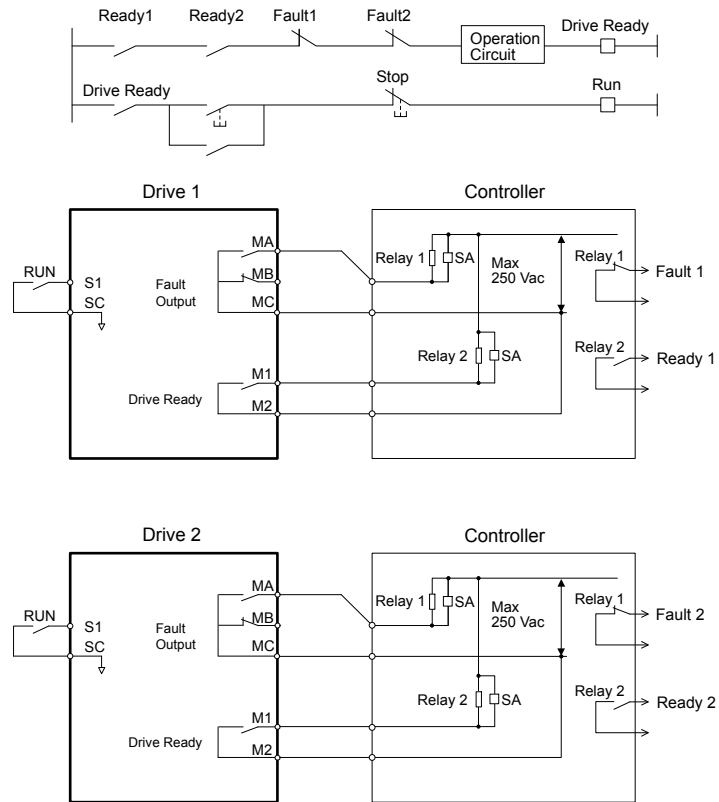 Ready1 Ready2 Fault1 Fault2 Operation Circuit Drive Ready
Drive Ready Stop Run
Drive 1 Controller
RUN S1 SC
Fault Output
MA
MB
MC
Drive Ready
M1
M2
Relay 1 SA
Max 250 Vac
Relay 2 SA
Relay 1 Fault 1
Relay 2 Ready 1
Drive 2 Controller
RUN S1 SC
Fault Output
MA
MB
MC
Drive Ready
M1
M2
Relay 1 SA
Max 250 Vac
Relay 2 SA
Relay 1 Fault 2
Relay 2 Ready 2